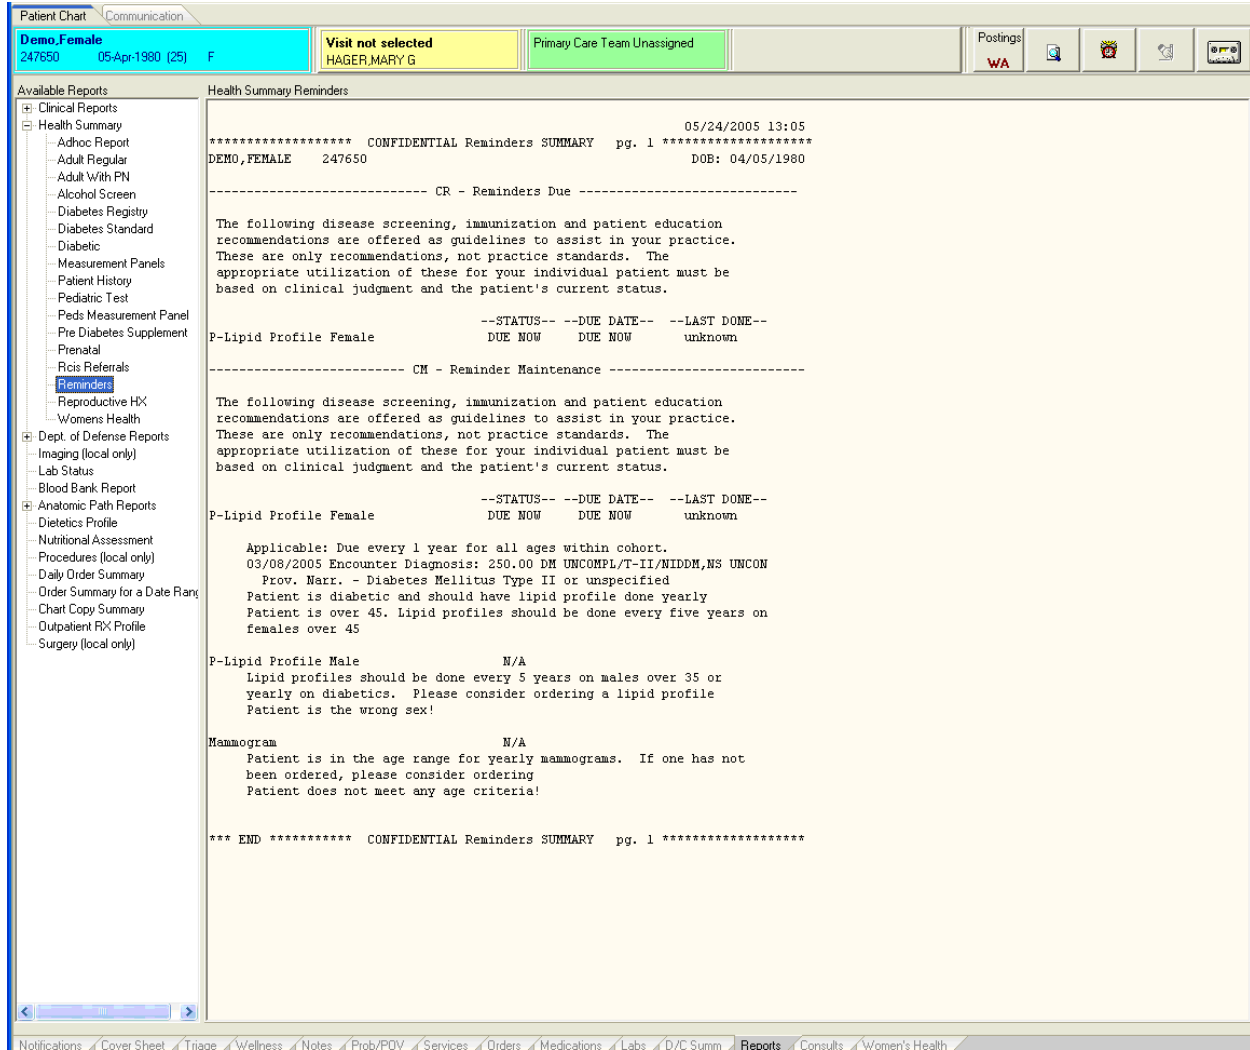 Patient Chart Communication
Demo,Female
247650 05-Apr-1980 (25) F
Visit not selected
HAGER,MARY G
Primary Care Team Unassigned
Postings
WA
Available Reports
Clinical Reports
Health Summary
Adhoc Report
Adult Regular
Adult With PN
Alcohol Screen
Diabetes Registry
Diabetes Standard
Diabetic
Measurement Panels
Patient History
Pediatric Test
Peds Measurement Panel
Pre Diabetes Supplement
Prenatal
Rcis Referrals
Reminders
Reproductive HX
Womens Health
Dept. of Defense Reports
Imaging (local only)
Lab Status
Blood Bank Report
Anatomic Path Reports
Dietetics Profile
Nutritional Assessment
Procedures (local only)
Daily Order Summary
Order Summary for a Date Rang
Chart Copy Summary
Outpatient RX Profile
Surgery (local only)
Health Summary Reminders
05/24/2005 13:05
******************* CONFIDENTIAL Reminders SUMMARY pg. 1 ********************
DEMO,FEMALE 247650 DOB: 04/05/1980
----------------------------- CR - Reminders Due -----------------------------
The following disease screening, immunization and patient education
recommendations are offered as guidelines to assist in your practice.
These are only recommendations, not practice standards. The
appropriate utilization of these for your individual patient must be
based on clinical judgment and the patient's current status.
--STATUS-- --DUE DATE-- --LAST DONE--
P-Lipid Profile Female DUE NOW DUE NOW unknown
-------------------------- CM - Reminder Maintenance --------------------------
The following disease screening, immunization and patient education
recommendations are offered as guidelines to assist in your practice.
These are only recommendations, not practice standards. The
appropriate utilization of these for your individual patient must be
based on clinical judgment and the patient's current status.
--STATUS-- --DUE DATE-- --LAST DONE--
P-Lipid Profile Female DUE NOW DUE NOW unknown
Applicable: Due every 1 year for all ages within cohort.
03/08/2005 Encounter Diagnosis: 250.00 DM UNCOMPL/T-II/NIDDM,NS UNCON
Prov. Narr. - Diabetes Mellitus Type II or unspecified
Patient is diabetic and should have lipid profile done yearly
Patient is over 45. Lipid profiles should be done every five years on
females over 45
P-Lipid Profile Male N/A
Lipid profiles should be done every 5 years on males over 35 or
yearly on diabetics. Please consider ordering a lipid profile
Patient is the wrong sex!
Mammogram N/A
Patient is in the age range for yearly mammograms. If one has not
been ordered, please consider ordering
Patient does not meet any age criteria!
*** END *********** CONFIDENTIAL Reminders SUMMARY pg. 1 *******************
Notifications Cover Sheet Triage Wellness Notes Prob/POV Services Orders Medications Labs D/C Summ Reports Consults Women's Health